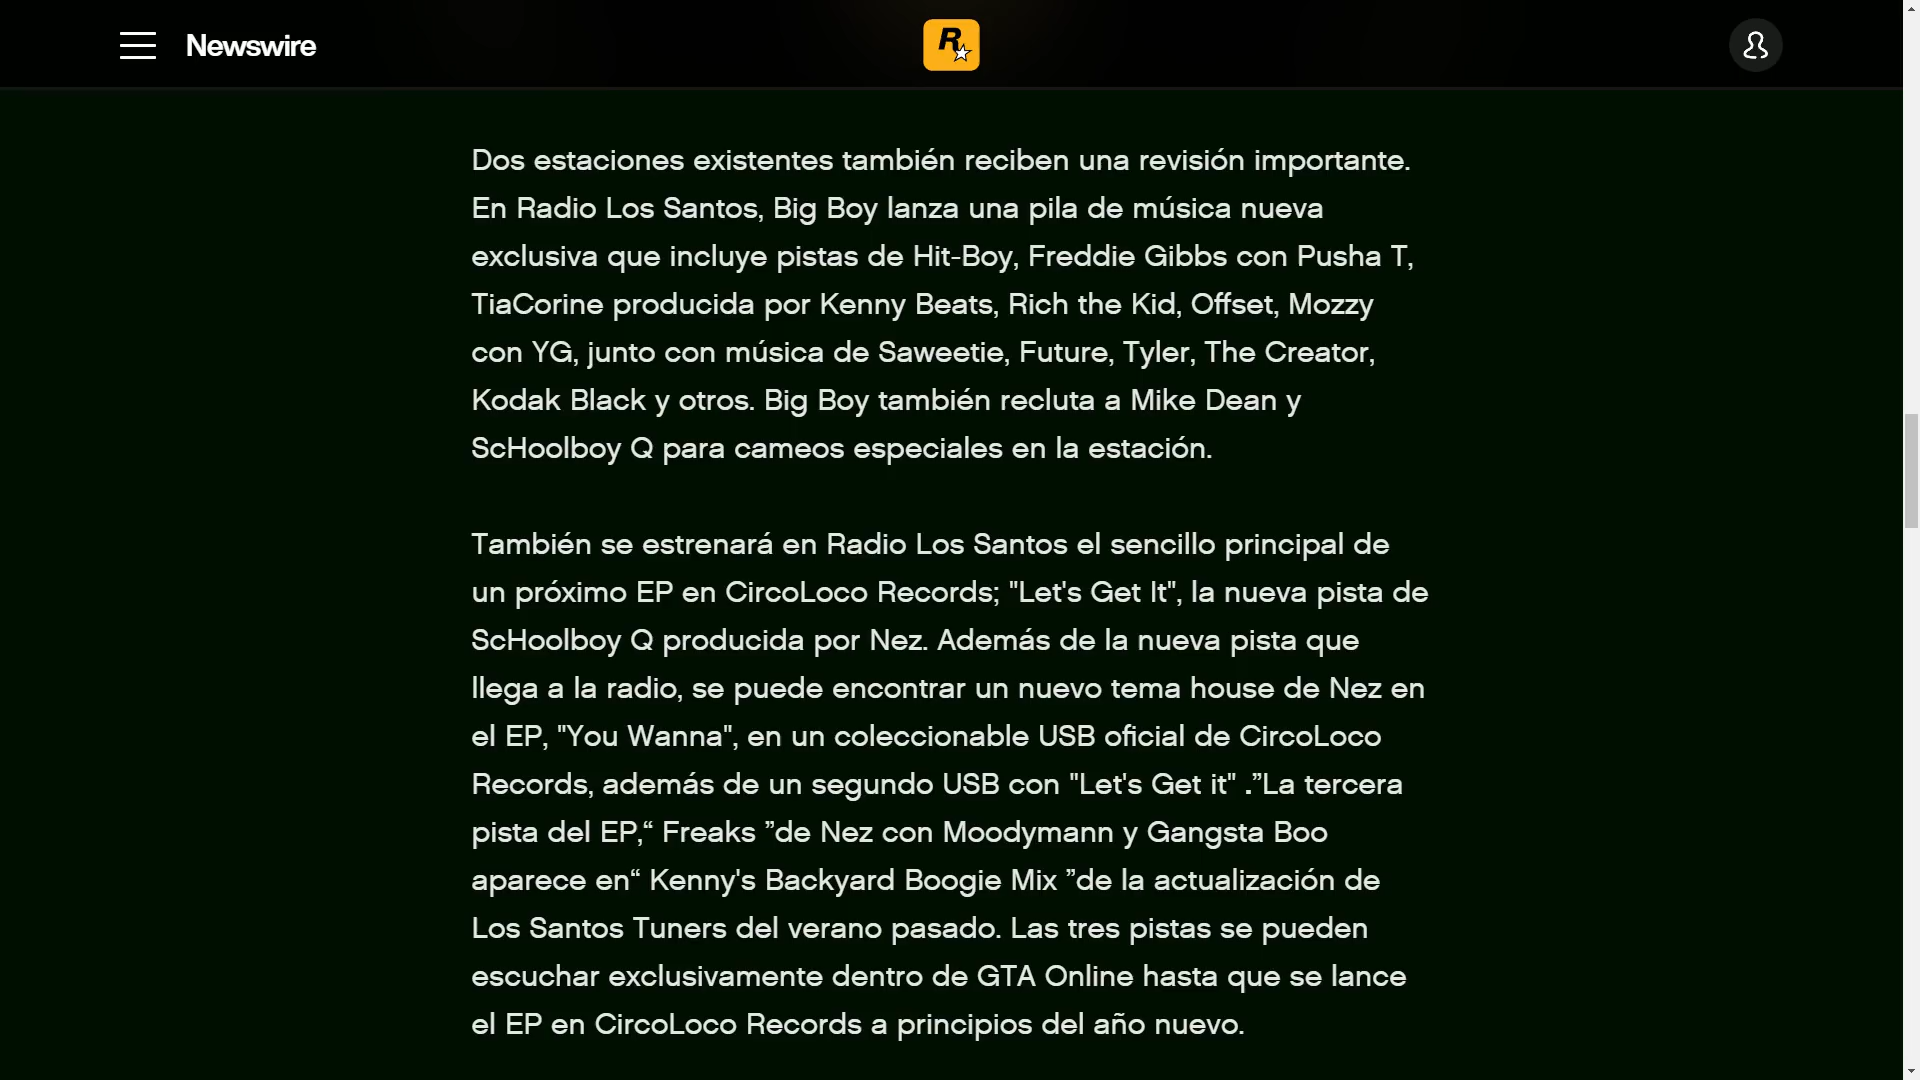 Newswire
R
Dos estaciones existentes también reciben una revisión importante.
En Radio Los Santos, Big Boy lanza una pila de música nueva
exclusiva que incluye pistas de Hit-Boy, Freddie Gibbs con Pusha T,
TiaCorine producida por Kenny Beats, Rich the Kid, Offset, Mozzy
con YG, junto con música de Saweetie, Future, Tyler, The Creator,
Kodak Black y otros. Big Boy también recluta a Mike Dean y
ScHoolboy Q para cameos especiales en la estación.
También se estrenará en Radio Los Santos el sencillo principal de
un próximo EP en CircoLoco Records; "Let's Get It", la nueva pista de
ScHoolboy Q producida por Nez. Además de la nueva pista que
llega a la radio, se puede encontrar un nuevo tema house de Nez en
el EP, "You Wanna", en un coleccionable USB oficial de CircoLoco
Records, además de un segundo USB con "Let's Get it" .”La tercera
pista del EP,“ Freaks ”de Nez con Moodymann y Gangsta Boo
aparece en“ Kenny's Backyard Boogie Mix ”de la actualización de
Los Santos Tuners del verano pasado. Las tres pistas se pueden
escuchar exclusivamente dentro de GTA Online hasta que se lance
el EP en CircoLoco Records a principios del año nuevo.